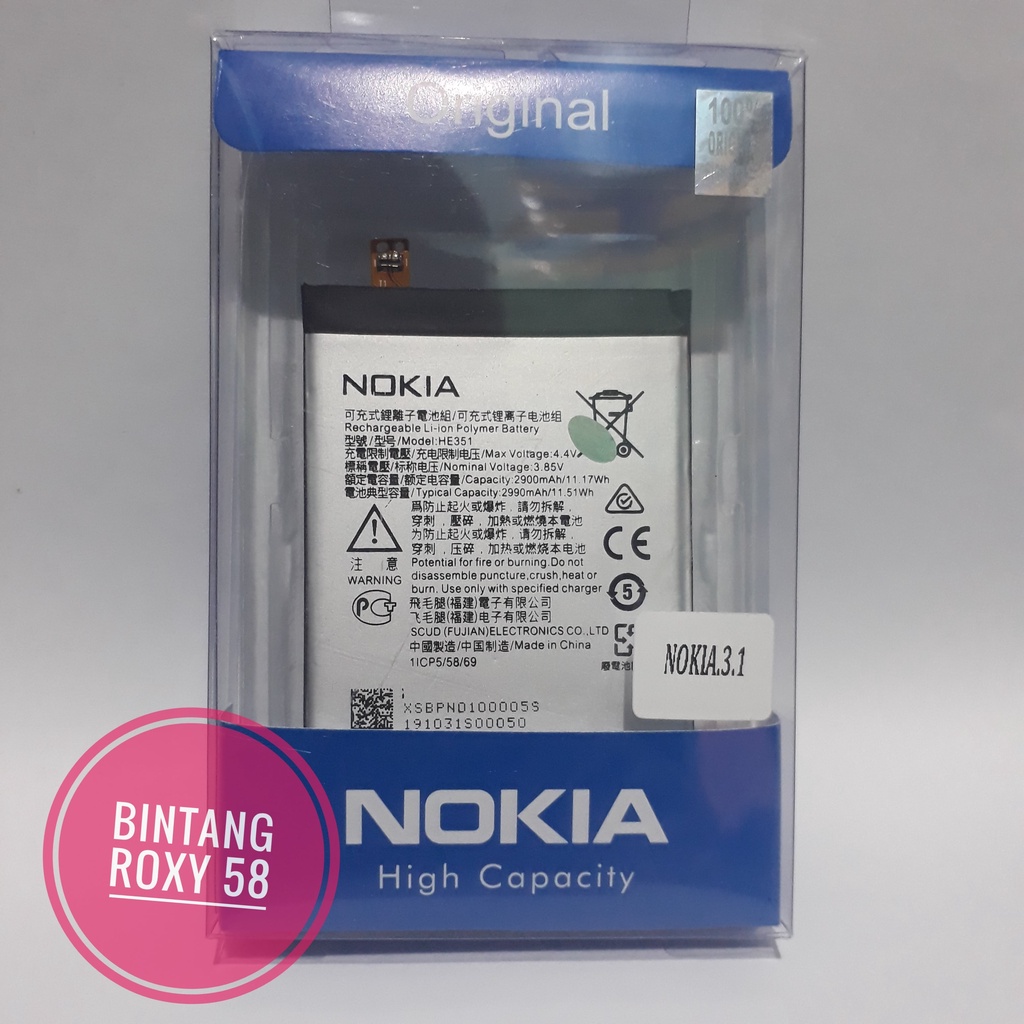 Original
100%
NOKIA
可充式鋰離子電池組/可充式锂离子电池组
Rechargeable Li-ion Polymer Battery
型號/型号/Model:HE351
充電限制電壓/充电限制电压/Max Voltage:4.4V
標稱電壓/标称电压/Nominal Voltage:3.85V
額定電容量/额定电容量/Capacity:2900mAh/11.17Wh
電池典型容量/Typical Capacity:2990mAh/11.51Wh
爲防止起火或爆炸﹐請勿拆解﹐
穿刺﹐壓碎﹐加熱或燃燒本電池
为防止起火或爆炸﹐请勿拆解﹐
穿刺﹐压碎﹐加热或燃烧本电池
注 意
WARNING
Potential for fire or burning.Do not
disassemble puncture,crush,heat or
burn. Use only with specified charger
飛毛腿(福建)電子有限公司
飞毛腿(福建)电子有限公司
SCUD (FUJIAN)ELECTRONICS CO.,LTD
中國製造/中国制造/Made in China
1ICP5/58/69
CE
5
廢電池
NOKIA.3.1
XSBPN0100005S
191031S00050
NOKIA
High Capacity
BINTANG
ROXY 58